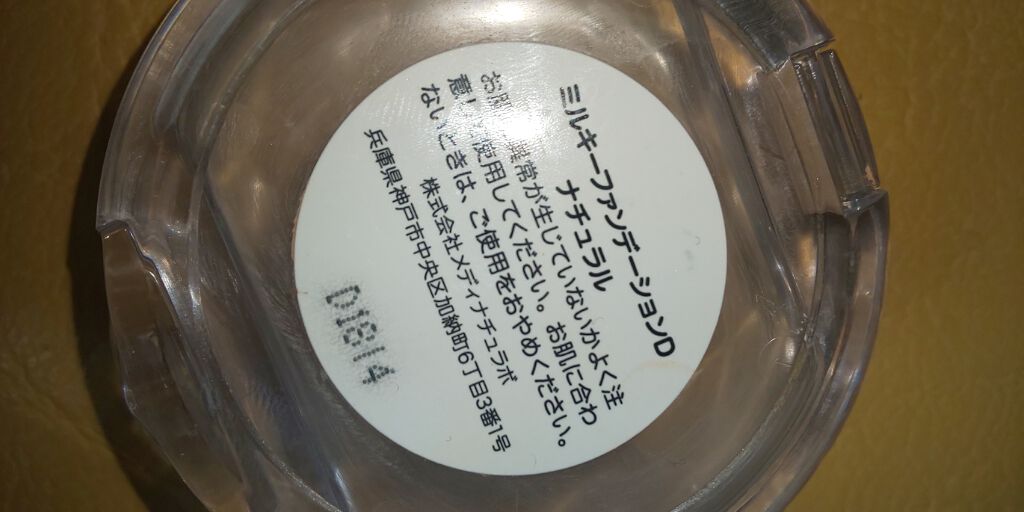 ミルキーファンデーションD
ナチュラル
お肌 異常が生じていないかよく注
意し 使用してください。お肌に合わ
ないときは、ご使用をおやめください。
株式会社メディナチュラボ
兵庫県神戸市中央区加納町6丁目3番1号
D1814